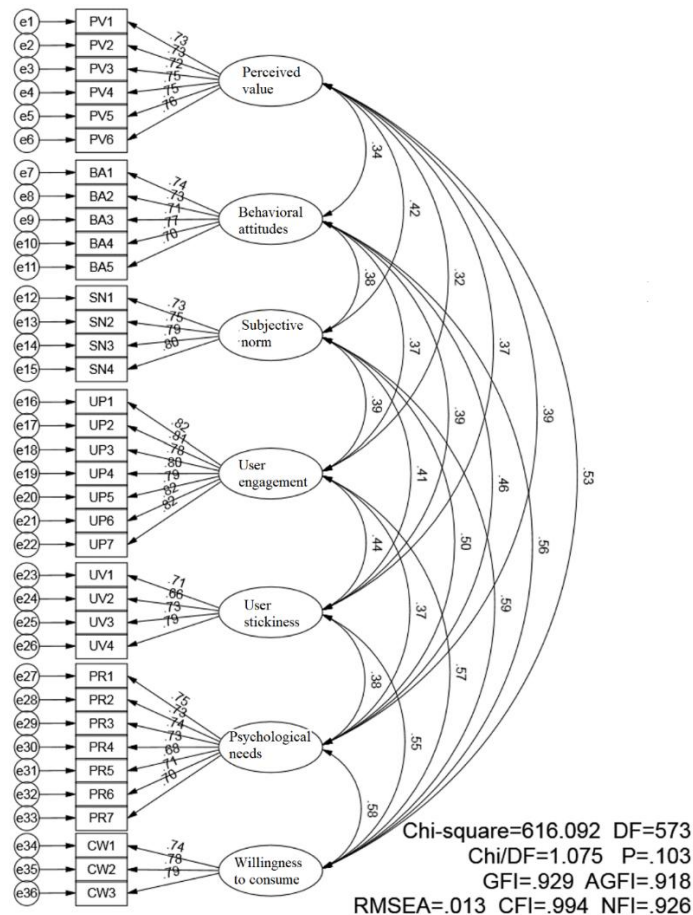 e1 PV1 .73
e2 PV2 .73
e3 PV3 .72
e4 PV4 .75
e5 PV5 .75
e6 PV6 .76
Perceived
value
e7 BA1 .74
e8 BA2 .73
e9 BA3 .71
e10 BA4 .77
e11 BA5 .70
Behavioral
attitudes
e12 SN1 .73
e13 SN2 .75
e14 SN3 .79
e15 SN4 .80
Subjective
norm
e16 UP1 .82
e17 UP2 .81
e18 UP3 .78
e19 UP4 .80
e20 UP5 .79
e21 UP6 .82
e22 UP7
User
engagement
e23 UV1 .71
e24 UV2 .66
e25 UV3 .73
e26 UV4 .79
User
stickiness
e27 PR1 .75
e28 PR2 .73
e29 PR3 .74
e30 PR4 .73
e31 PR5 .68
e32 PR6 .71
e33 PR7 .70
Psychological
needs
e34 CW1 .74
e35 CW2 .78
e36 CW3 .79
Willingness
to consume
.34
.42
.38
.32
.37
.37
.39
.39
.39
.41
.46
.53
.44
.50
.56
.37
.59
.57
.38
.55
.58
Chi-square=616.092 DF=573
Chi/DF=1.075 P=.103
GFI=.929 AGFI=.918
RMSEA=.013 CFI=.994 NFI=.926